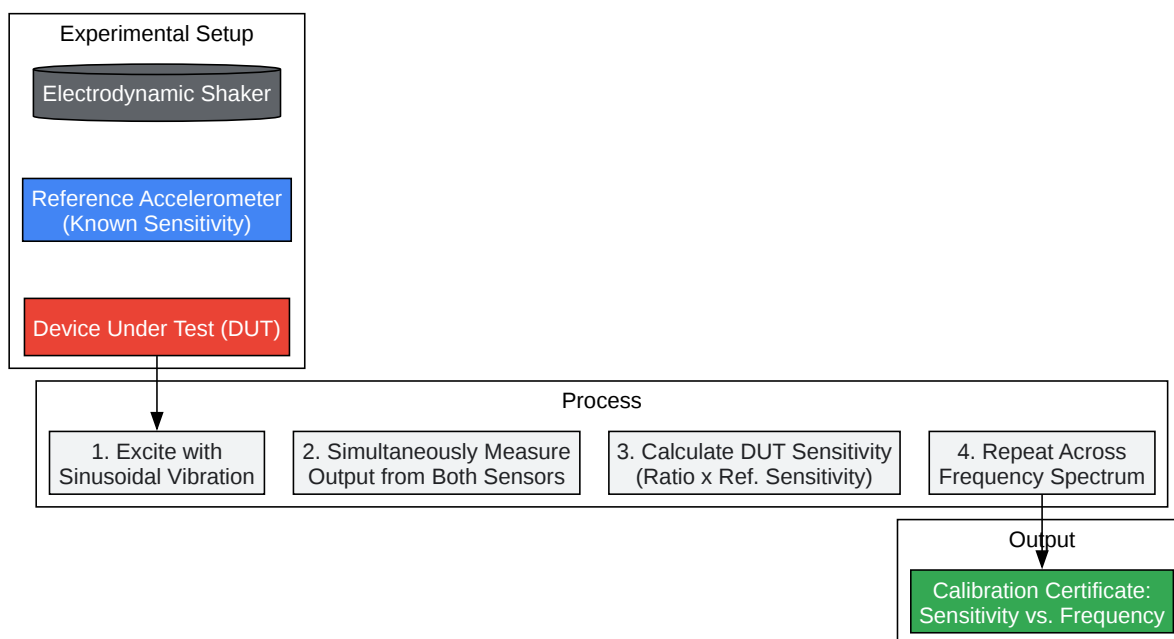 Experimental Setup
Electrodynamic Shaker
Reference Accelerometer
(Known Sensitivity)
Device Under Test (DUT)
Process
1. Excite with
Sinusoidal Vibration
2. Simultaneously Measure
Output from Both Sensors
3. Calculate DUT Sensitivity
(Ratio x Ref. Sensitivity)
4. Repeat Across
Frequency Spectrum
Output
Calibration Certificate:
Sensitivity vs. Frequency